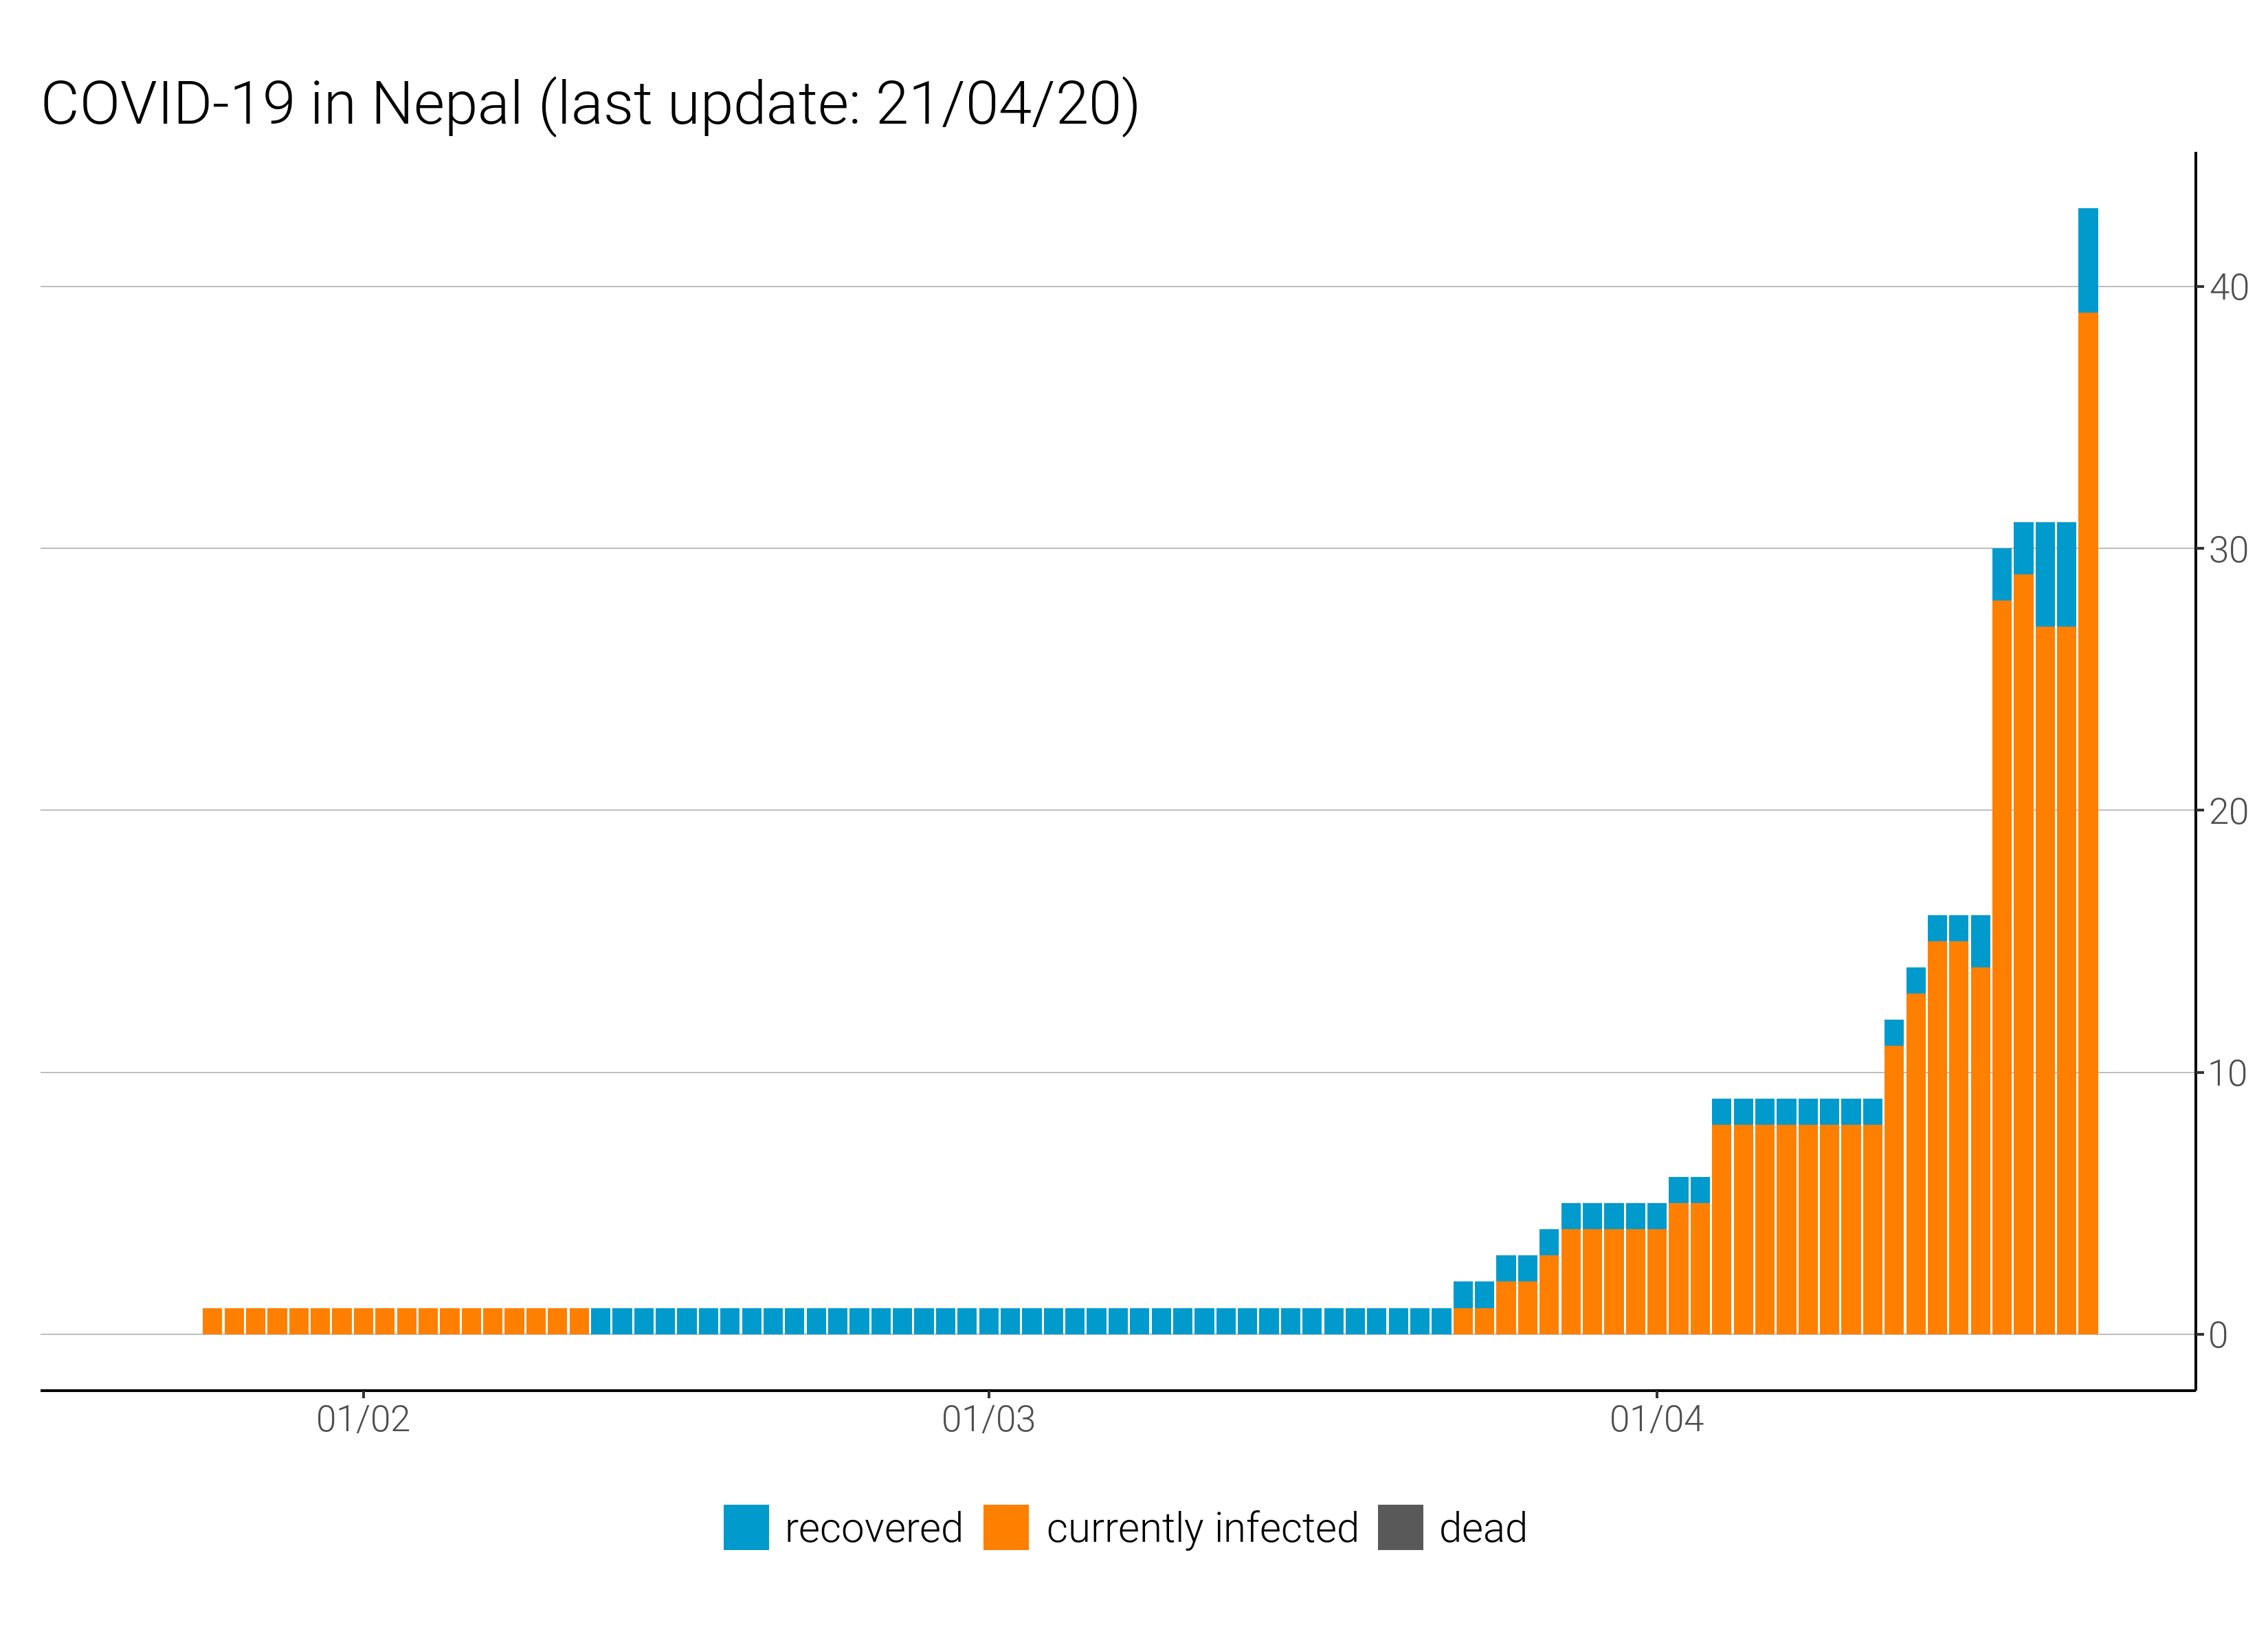 COVID-19 in Nepal (last update: 21/04/20)
40
30
20
10
0
01/02 01/03 01/04
recovered currently infected dead